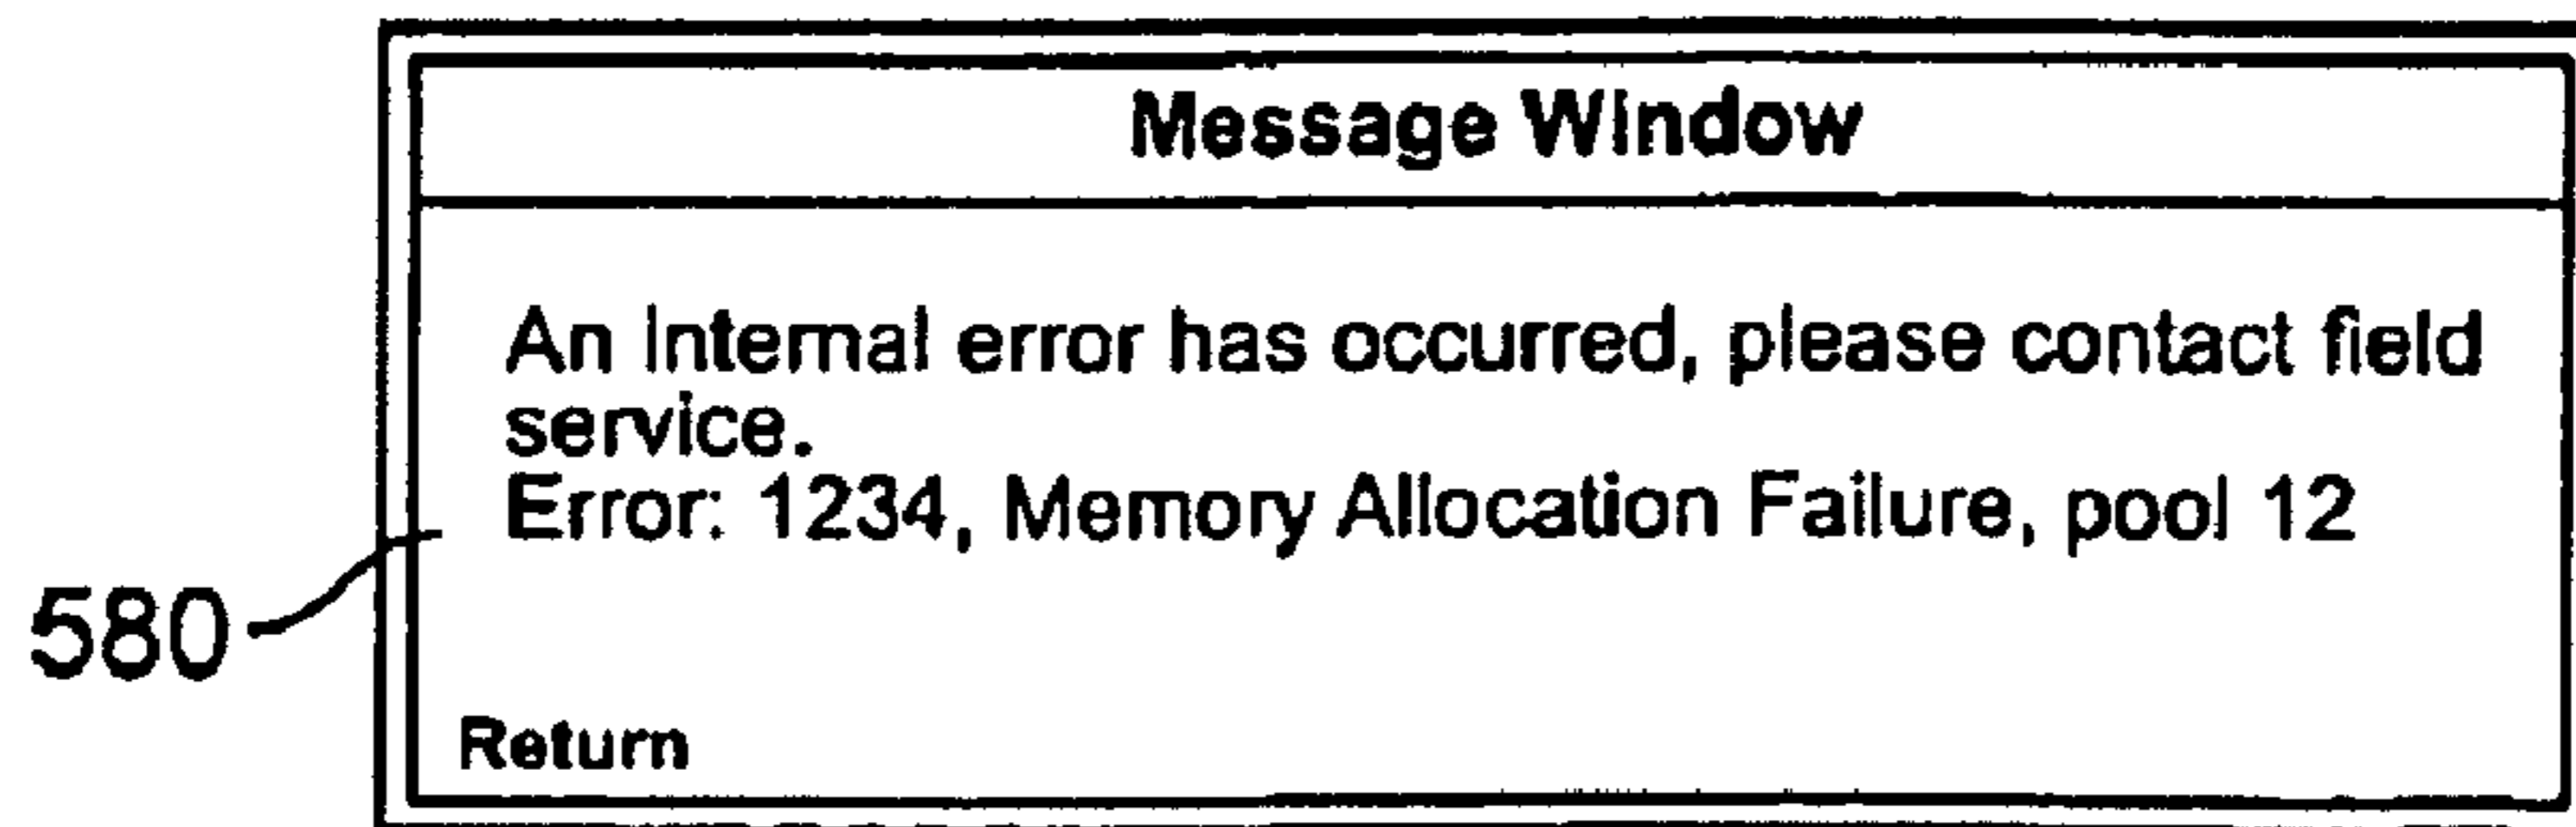 Message Window
An Internal error has occurred, please contact field
service.
Error: 1234, Memory Allocation Failure, pool 12
580
Return